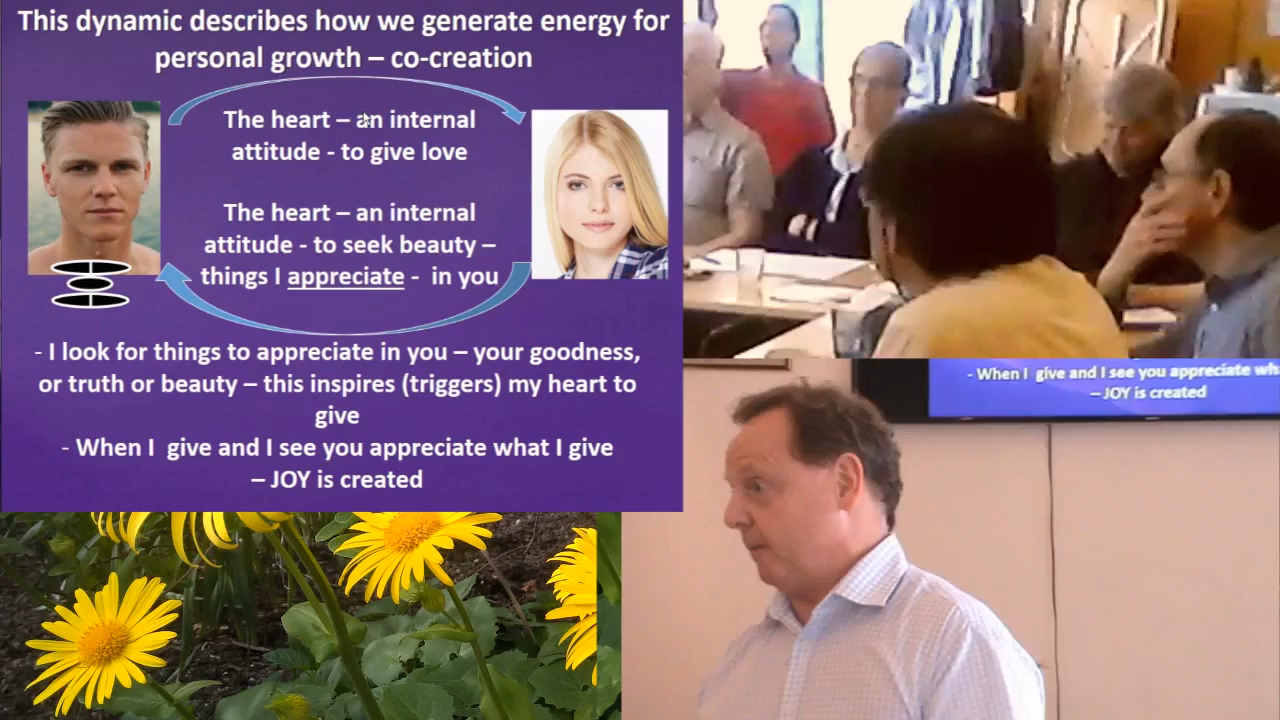 This dynamic describes how we generate energy for
personal growth – co-creation
The heart – an internal
attitude - to give love
The heart – an internal
attitude - to seek beauty –
things I appreciate - in you
- I look for things to appreciate in you – your goodness,
or truth or beauty – this inspires (triggers) my heart to
give
- When I give and I see you appreciate what I give
– JOY is created
- When I give and I see you appreciate wh
– JOY is created